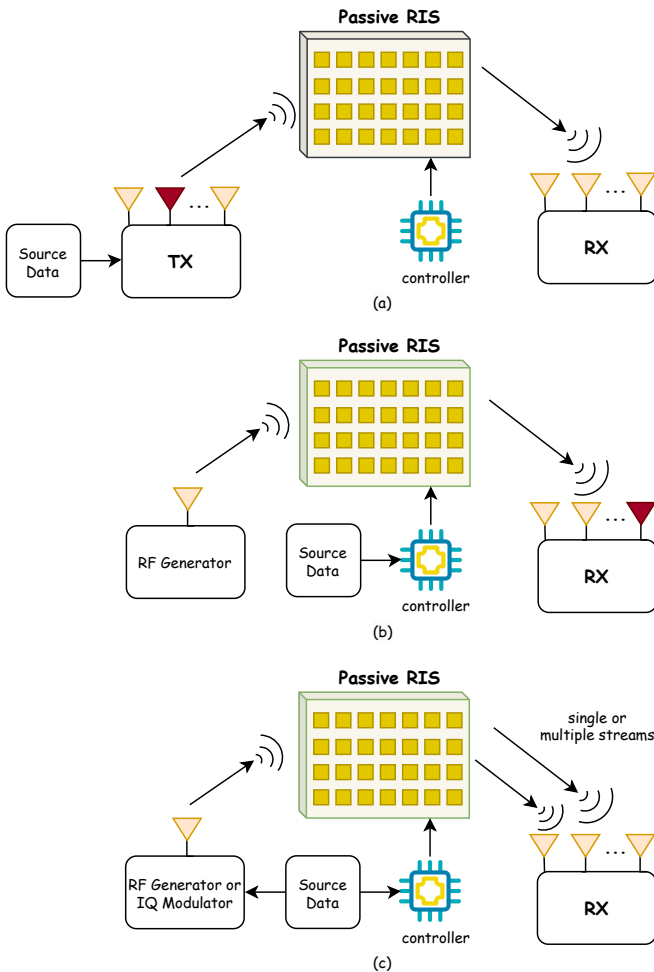 Passive RIS
...
...
Source
Data
TX
RX
controller
(a)
Passive RIS
...
RF Generator
Source
Data
RX
controller
(b)
Passive RIS
single or
multiple streams
...
RF Generator or
IQ Modulator
Source
Data
RX
controller
(c)